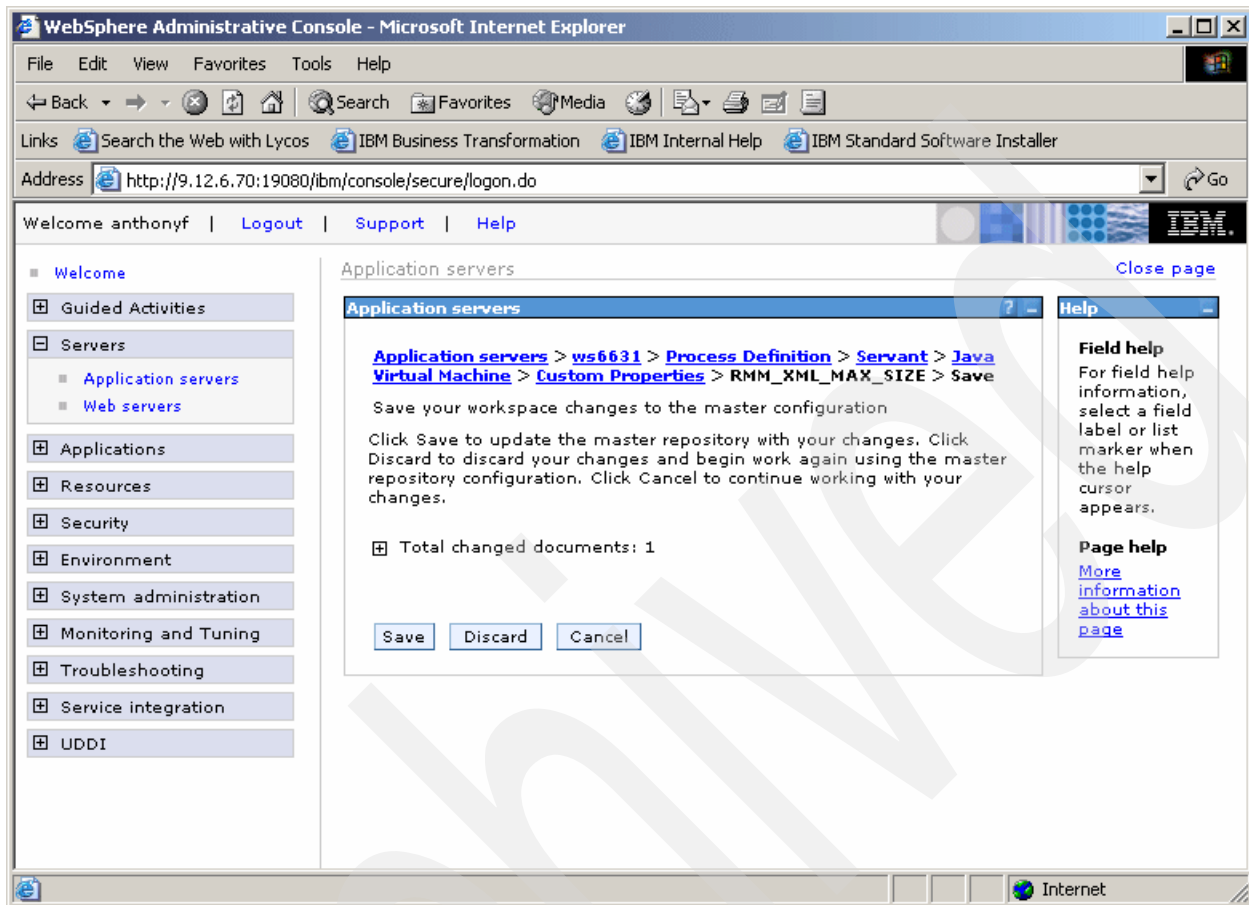 WebSphere Administrative Console - Microsoft Internet Explorer
File Edit View Favorites Tools Help
Back Search Favorites Media
Links Search the Web with Lycos IBM Business Transformation IBM Internal Help IBM Standard Software Installer
Address http://9.12.6.70:19080/ibm/console/secure/logon.do Go
Welcome anthonyf | Logout | Support | Help IBM.
Welcome
Guided Activities
Servers
Application servers
Web servers
Applications
Resources
Security
Environment
System administration
Monitoring and Tuning
Troubleshooting
Service integration
UDDI
Application servers Close page
Application servers ? -
Application servers > ws6631 > Process Definition > Servant > Java
Virtual Machine > Custom Properties > RMM_XML_MAX_SIZE > Save
Save your workspace changes to the master configuration
Click Save to update the master repository with your changes. Click
Discard to discard your changes and begin work again using the master
repository configuration. Click Cancel to continue working with your
changes.
Total changed documents: 1
Save Discard Cancel
Help -
Field help
For field help
information,
select a field
label or list
marker when
the help
cursor
appears.
Page help
More
information
about this
page
Internet